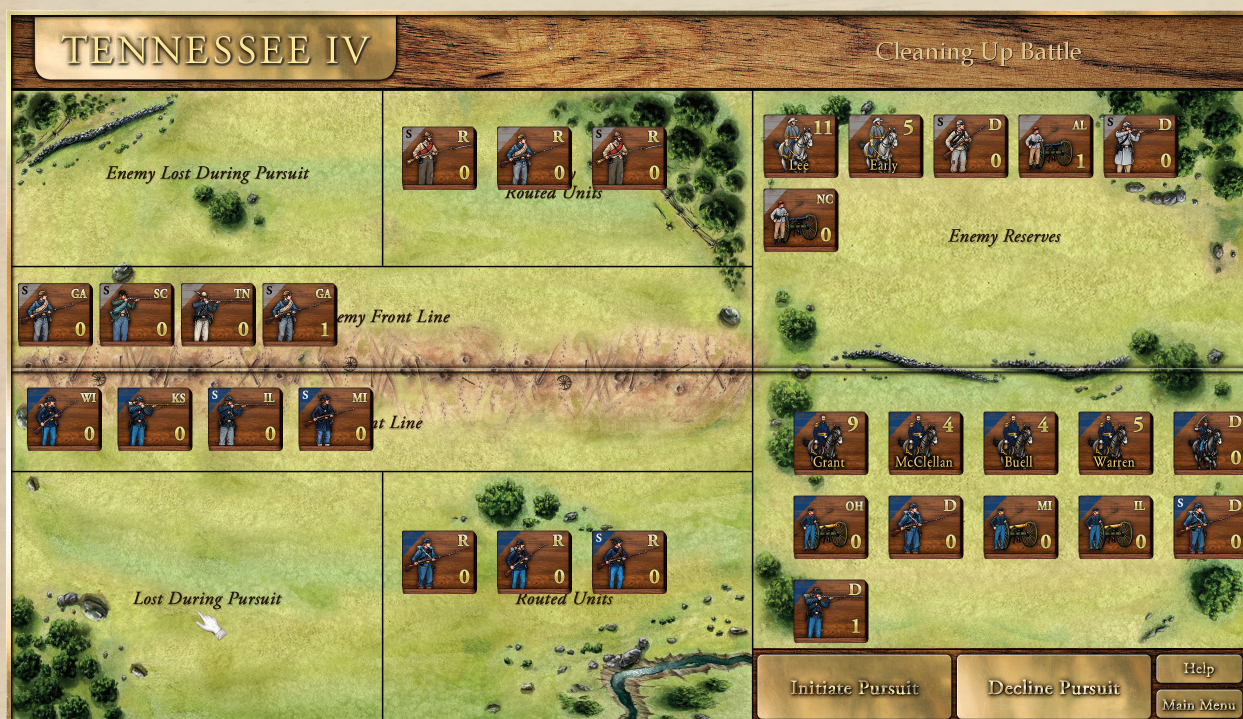 TENNESSEE IV
Cleaning Up Battle
Enemy Lost During Pursuit
S R 0
R 0
S R 0
Routed Units
11 Lee
5 Early
S D 0
AL 1
S D 0
NC 0
Enemy Reserves
S GA 0
S SC 0
TN 0
S GA 1
emy Front Line
WI 0
KS 0
S IL 0
S MI 0
nt Line
9 Grant
4 McClellan
4 Buell
5 Warren
D 0
OH 0
D 0
MI 0
IL 0
S D 0
D 1
Lost During Pursuit
R 0
R 0
S R 0
Routed Units
Initiate Pursuit
Decline Pursuit
Help
Main Menu